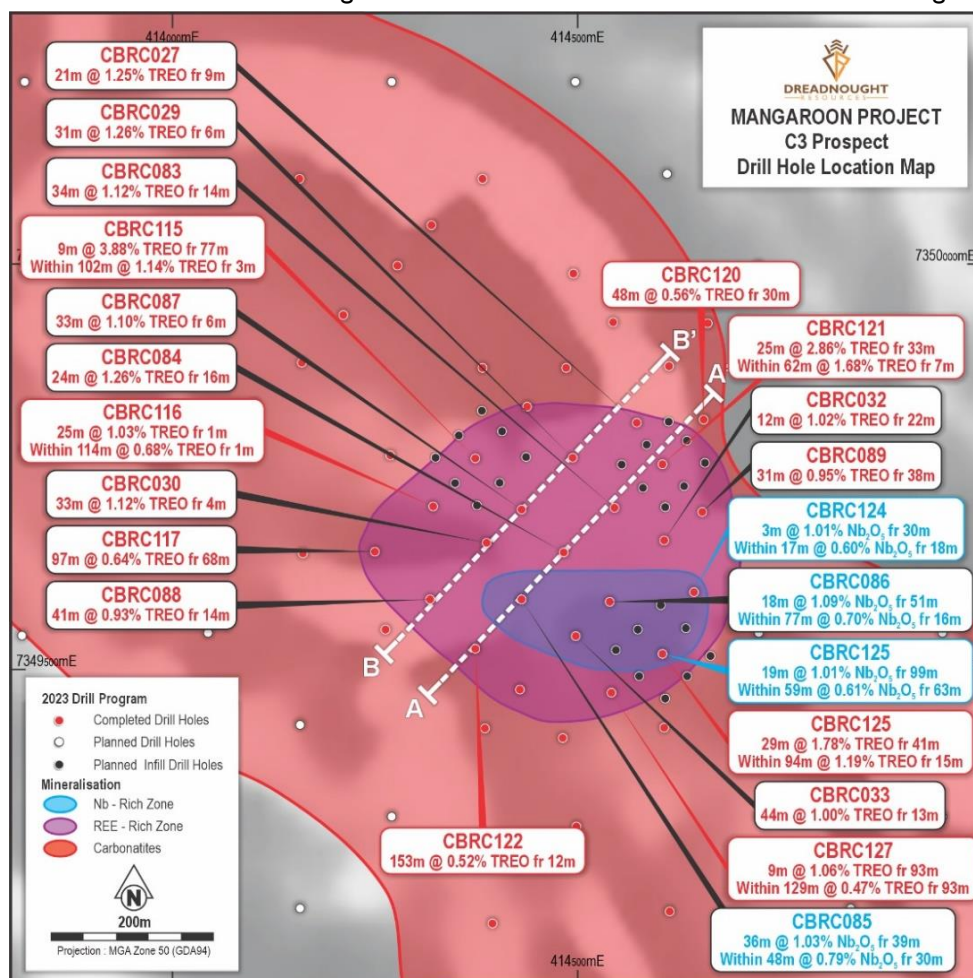 414000mE
414500mE
DREADNOUGHT
RESOURCES
MANGAROON PROJECT
C3 Prospect
Drill Hole Location Map
CBRC027
21m @ 1.25% TREO fr 9m
CBRC029
31m @ 1.26% TREO fr 6m
CBRC083
34m @ 1.12% TREO fr 14m
CBRC115
9m @ 3.88% TREO fr 77m
Within 102m @ 1.14% TREO fr 3m
CBRC087
33m @ 1.10% TREO fr 6m
CBRC084
24m @ 1.26% TREO fr 16m
CBRC116
25m @ 1.03% TREO fr 1m
Within 114m @ 0.68% TREO fr 1m
CBRC030
33m @ 1.12% TREO fr 4m
CBRC117
97m @ 0.64% TREO fr 68m
CBRC088
41m @ 0.93% TREO fr 14m
7350000mE
CBRC120
48m @ 0.56% TREO fr 30m
CBRC121
25m @ 2.86% TREO fr 33m
Within 62m @ 1.68% TREO fr 7m
CBRC032
12m @ 1.02% TREO fr 22m
CBRC089
31m @ 0.95% TREO fr 38m
CBRC124
3m @ 1.01% Nb₂O₅ fr 30m
Within 17m @ 0.60% Nb₂O₅ fr 18m
CBRC086
18m @ 1.09% Nb₂O₅ fr 51m
Within 77m @ 0.70% Nb₂O₅ fr 16m
CBRC125
19m @ 1.01% Nb₂O₅ fr 99m
Within 59m @ 0.61% Nb₂O₅ fr 63m
CBRC125
29m @ 1.78% TREO fr 41m
Within 94m @ 1.19% TREO fr 15m
CBRC033
44m @ 1.00% TREO fr 13m
CBRC127
9m @ 1.06% TREO fr 93m
Within 129m @ 0.47% TREO fr 93m
CBRC085
36m @ 1.03% Nb₂O₅ fr 39m
Within 48m @ 0.79% Nb₂O₅ fr 30m
CBRC122
153m @ 0.52% TREO fr 12m
B'
A'
B
A
7349500mE
2023 Drill Program
Completed Drill Holes
Planned Drill Holes
Planned Infill Drill Holes
Mineralisation
Nb - Rich Zone
REE - Rich Zone
Carbonatites
N
200m
Projection : MGA Zone 50 (GDA94)
414500mE